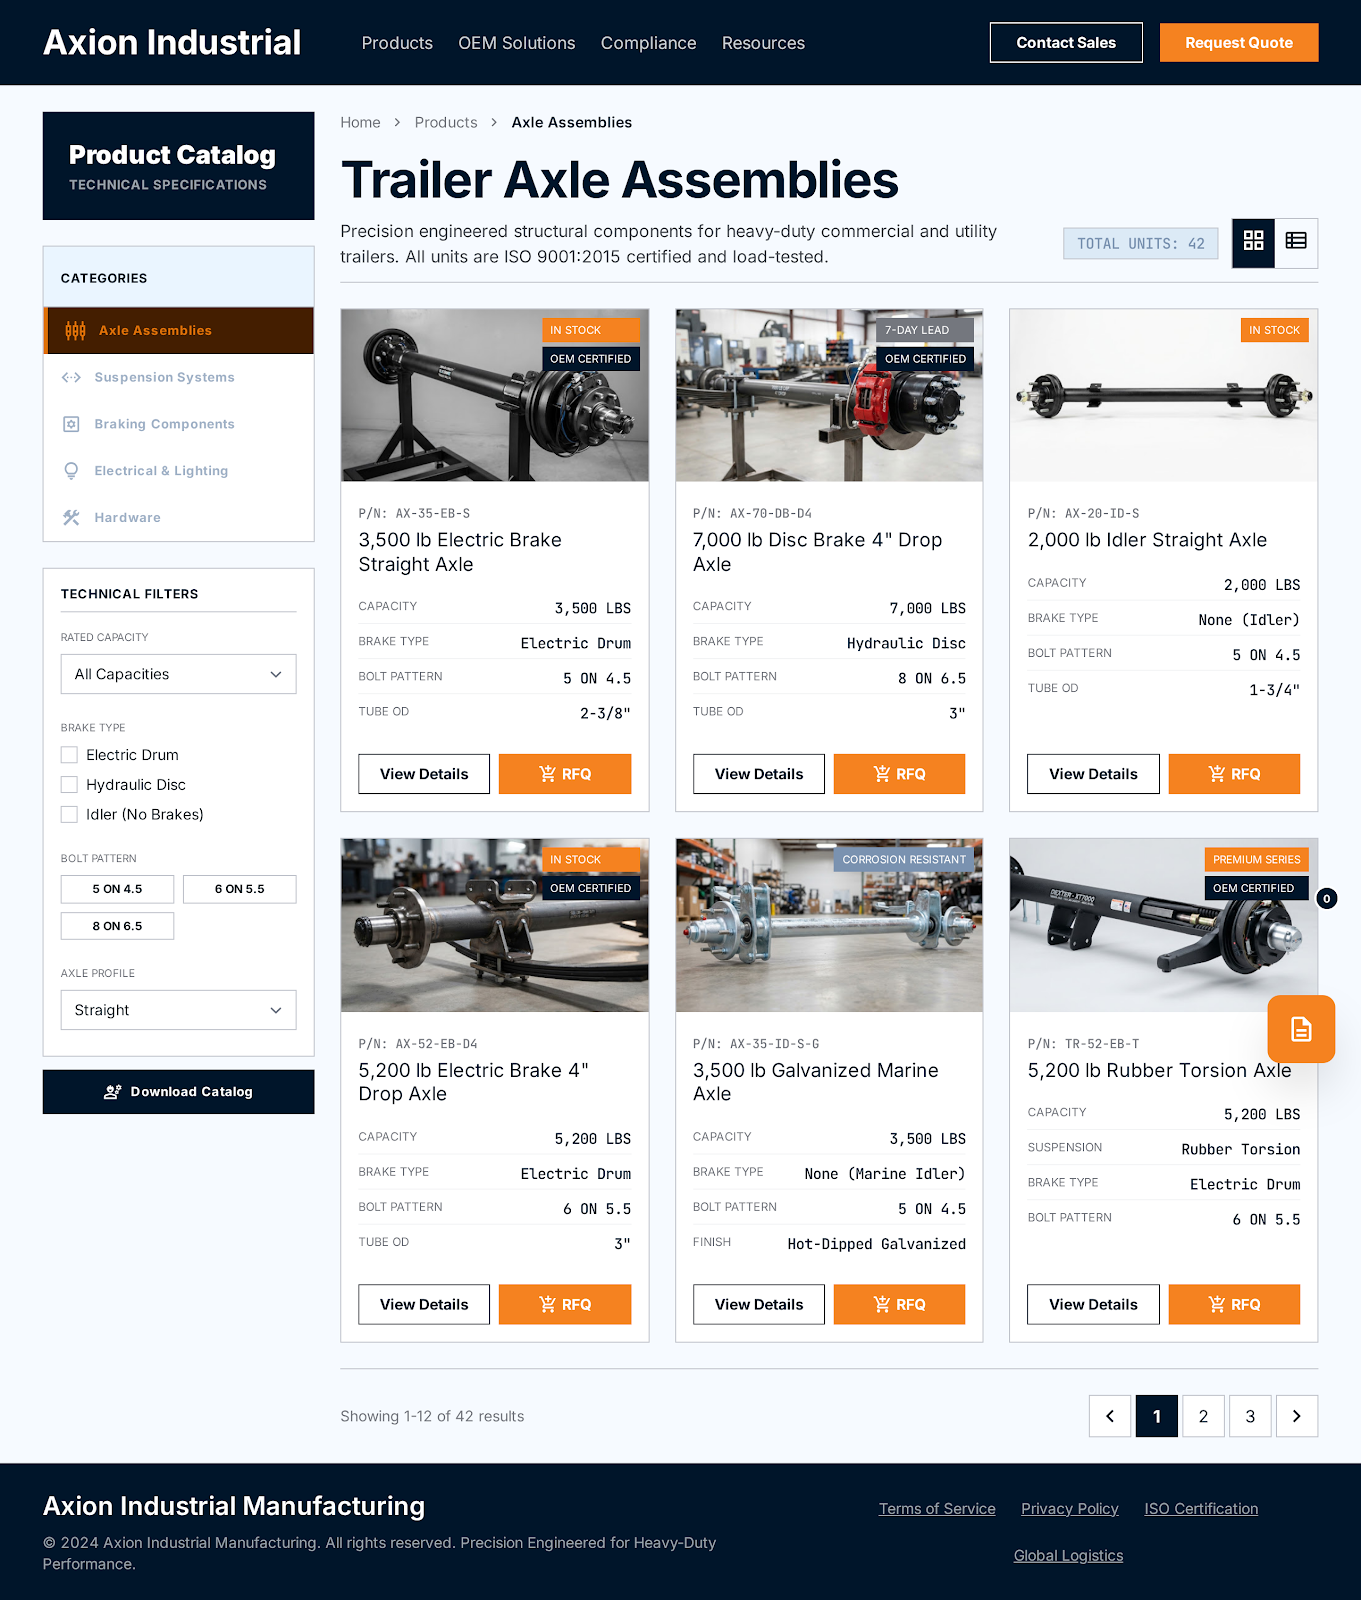 Axion Industrial
Products
OEM Solutions
Compliance
Resources
Contact Sales
Request Quote
Product Catalog
TECHNICAL SPECIFICATIONS
CATEGORIES
Axle Assemblies
Suspension Systems
Braking Components
Electrical & Lighting
Hardware
TECHNICAL FILTERS
RATED CAPACITY
All Capacities
BRAKE TYPE
Electric Drum
Hydraulic Disc
Idler (No Brakes)
BOLT PATTERN
5 ON 4.5
6 ON 5.5
8 ON 6.5
AXLE PROFILE
Straight
Download Catalog
Home > Products > Axle Assemblies
Trailer Axle Assemblies
Precision engineered structural components for heavy-duty commercial and utility
trailers. All units are ISO 9001:2015 certified and load-tested.
TOTAL UNITS: 42
IN STOCK
OEM CERTIFIED
P/N: AX-35-EB-S
3,500 lb Electric Brake
Straight Axle
CAPACITY 3,500 LBS
BRAKE TYPE Electric Drum
BOLT PATTERN 5 ON 4.5
TUBE OD 2-3/8"
View Details
RFQ
7-DAY LEAD
OEM CERTIFIED
P/N: AX-70-DB-D4
7,000 lb Disc Brake 4" Drop
Axle
CAPACITY 7,000 LBS
BRAKE TYPE Hydraulic Disc
BOLT PATTERN 8 ON 6.5
TUBE OD 3"
View Details
RFQ
IN STOCK
P/N: AX-20-ID-S
2,000 lb Idler Straight Axle
CAPACITY 2,000 LBS
BRAKE TYPE None (Idler)
BOLT PATTERN 5 ON 4.5
TUBE OD 1-3/4"
View Details
RFQ
IN STOCK
OEM CERTIFIED
P/N: AX-52-EB-D4
5,200 lb Electric Brake 4"
Drop Axle
CAPACITY 5,200 LBS
BRAKE TYPE Electric Drum
BOLT PATTERN 6 ON 5.5
TUBE OD 3"
View Details
RFQ
CORROSION RESISTANT
P/N: AX-35-ID-S-G
3,500 lb Galvanized Marine
Axle
CAPACITY 3,500 LBS
BRAKE TYPE None (Marine Idler)
BOLT PATTERN 5 ON 4.5
FINISH Hot-Dipped Galvanized
View Details
RFQ
PREMIUM SERIES
OEM CERTIFIED
0
P/N: TR-52-EB-T
5,200 lb Rubber Torsion Axle
CAPACITY 5,200 LBS
SUSPENSION Rubber Torsion
BRAKE TYPE Electric Drum
BOLT PATTERN 6 ON 5.5
View Details
RFQ
Showing 1-12 of 42 results
1
2
3
Axion Industrial Manufacturing
© 2024 Axion Industrial Manufacturing. All rights reserved. Precision Engineered for Heavy-Duty
Performance.
Terms of Service
Privacy Policy
ISO Certification
Global Logistics